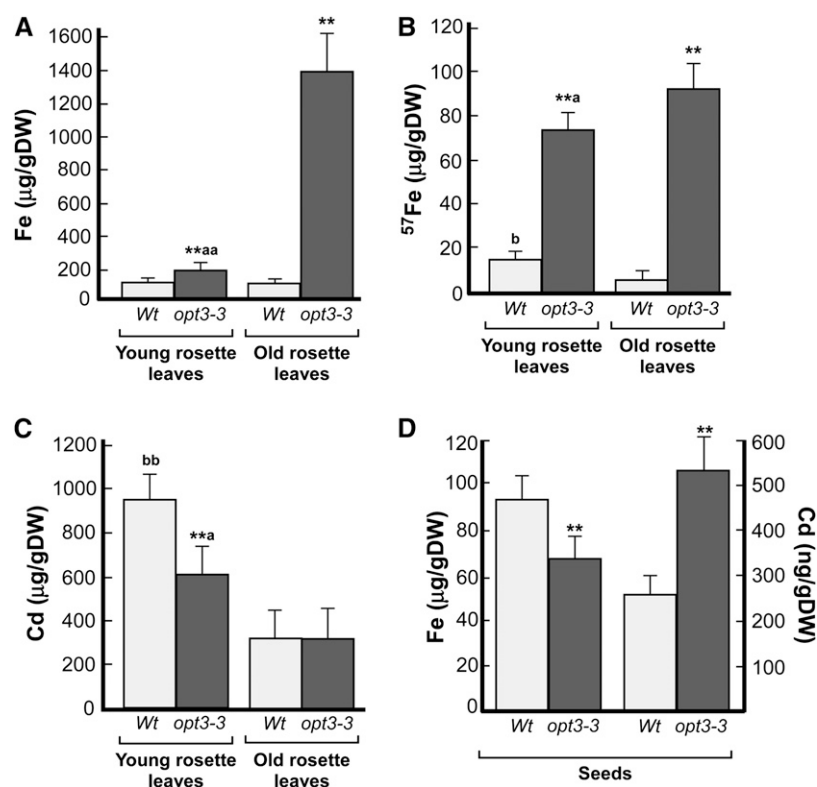 A
Fe (µg/gDW)
1600
1400
1200
1000
800
600
400
200
0
**aa
**
Wt opt3-3 Wt opt3-3
Young rosette leaves
Old rosette leaves
B
57Fe (µg/gDW)
120
100
80
60
40
20
0
b
**a
**
Wt opt3-3 Wt opt3-3
Young rosette leaves
Old rosette leaves
C
Cd (µg/gDW)
1200
1000
800
600
400
200
0
bb
**a
Wt opt3-3 Wt opt3-3
Young rosette leaves
Old rosette leaves
D
Fe (µg/gDW)
120
100
80
60
40
20
0
**
**
600
500
400
300
200
100
Cd (ng/gDW)
Wt opt3-3 Wt opt3-3
Seeds